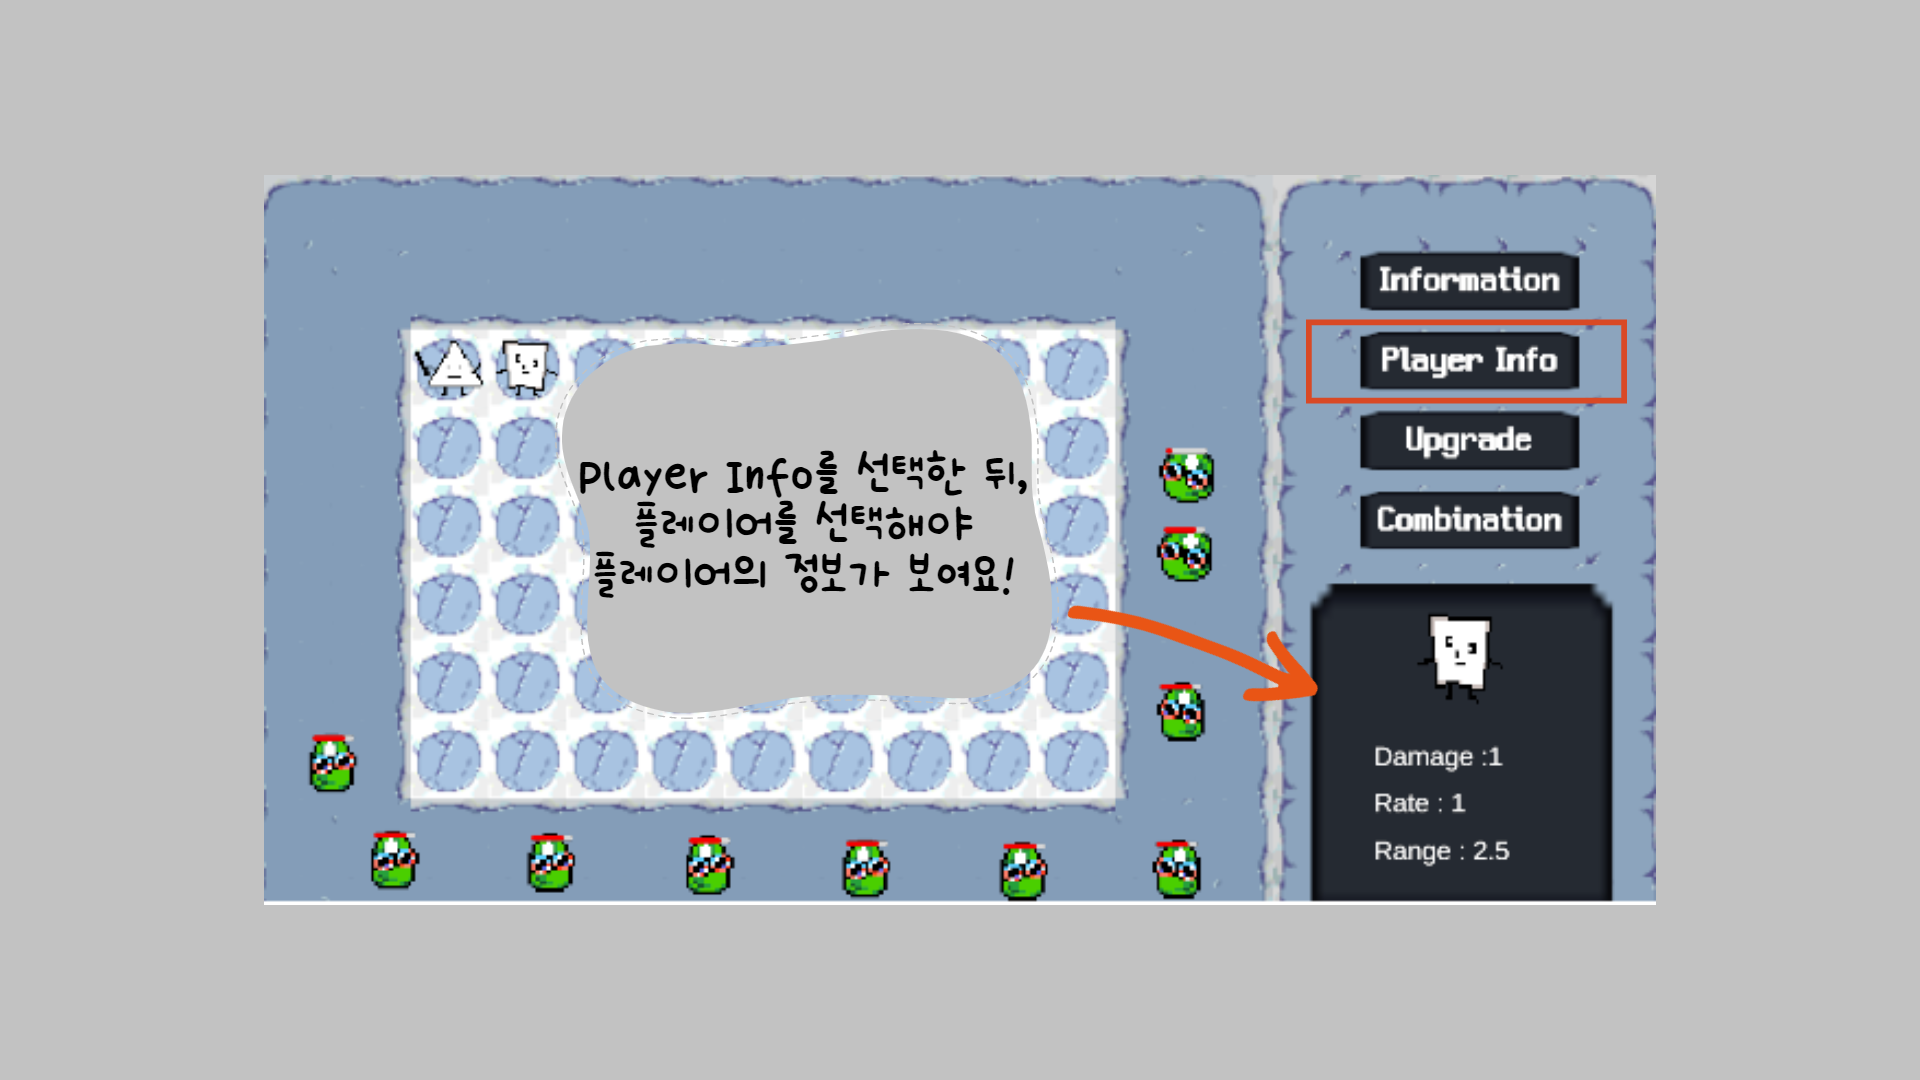 Information
Player Info
Upgrade
Combination
Player Info를 선택한 뒤,
플레이어를 선택해야
플레이어의 정보가 보여요!
Damage :1
Rate : 1
Range : 2.5